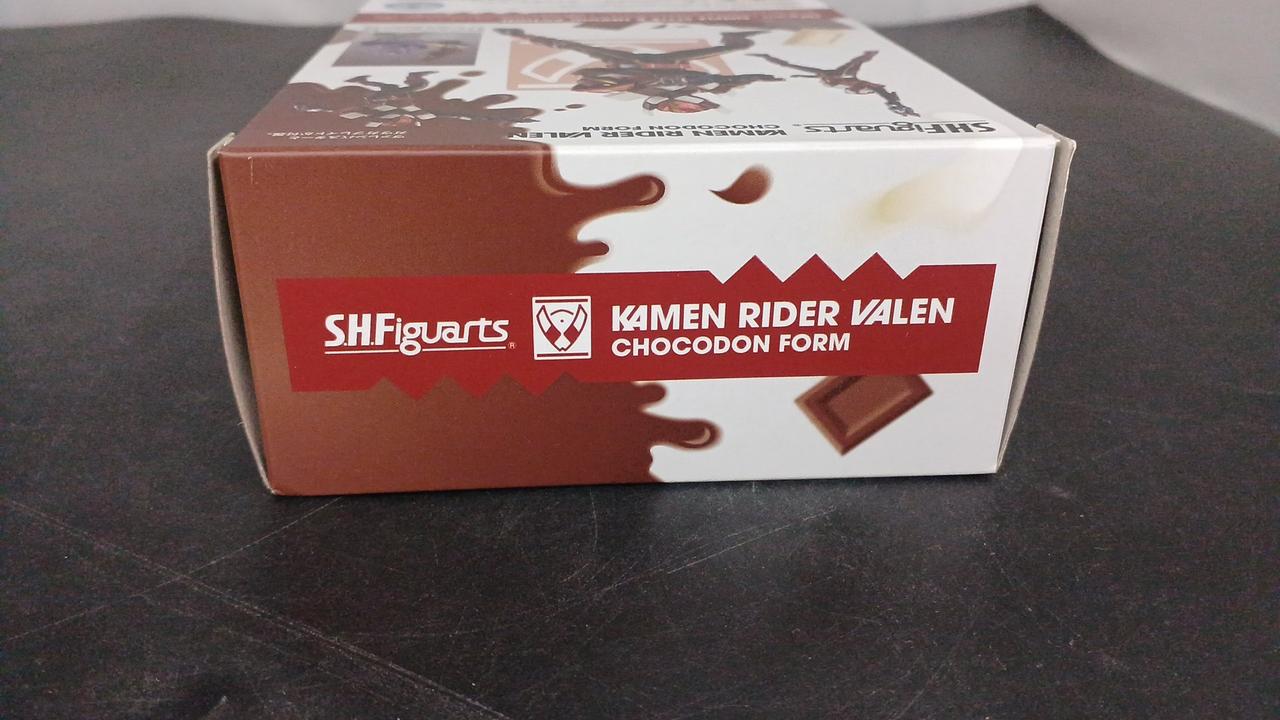 S.H.Figuarts
KAMEN RIDER VALEN
CHOCODON FORM
S.H.Figuarts®
KAMEN RIDER VALEN
CHOCODON FORM